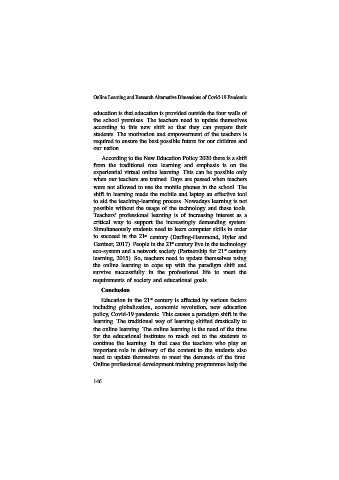 Online Learning and Research Alternative Dimensions of Covid-19 Pandemic
education is that education is provided outside the four walls of
the school premises. The teachers need to update themselves
according to this new shift so that they can prepare their
students. The motivation and empowerment of the teachers is
required to ensure the best possible future for our children and
our nation.
According to the New Education Policy 2020 there is a shift
from the traditional rote learning and emphasis is on the
experiential virtual online learning. This can be possible only
when our teachers are trained. Days are passed when teachers
were not allowed to use the mobile phones in the school. The
shift in learning made the mobile and laptop an effective tool
to aid the teaching-learning process. Nowadays learning is not
possible without the usage of the technology and these tools.
Teachers' professional learning is of increasing interest as a
critical way to support the increasingly demanding system.
Simultaneously students need to learn computer skills in order
to succeed in the 21st century (Darling-Hammond, Hyler and
Gardner, 2017). People in the 21st century live in the technology
eco-system and a network society (Partnership for 21st century
learning, 2015). So, teachers need to update themselves using
the online learning to cope up with the paradigm shift and
survive successfully in the professional life to meet the
requirements of society and educational goals.
Conclusion
Education in the 21st century is affected by various factors
including globalization, economic revolution, new education
policy, Covid-19 pandemic. This causes a paradigm shift in the
learning. The traditional way of learning shifted drastically to
the online learning. The online learning is the need of the time
for the educational institutes to reach out to the students to
continue the learning. In that case the teachers who play an
important role in delivery of the content to the students also
need to update themselves to meet the demands of the time.
Online professional development training programmes help the
146